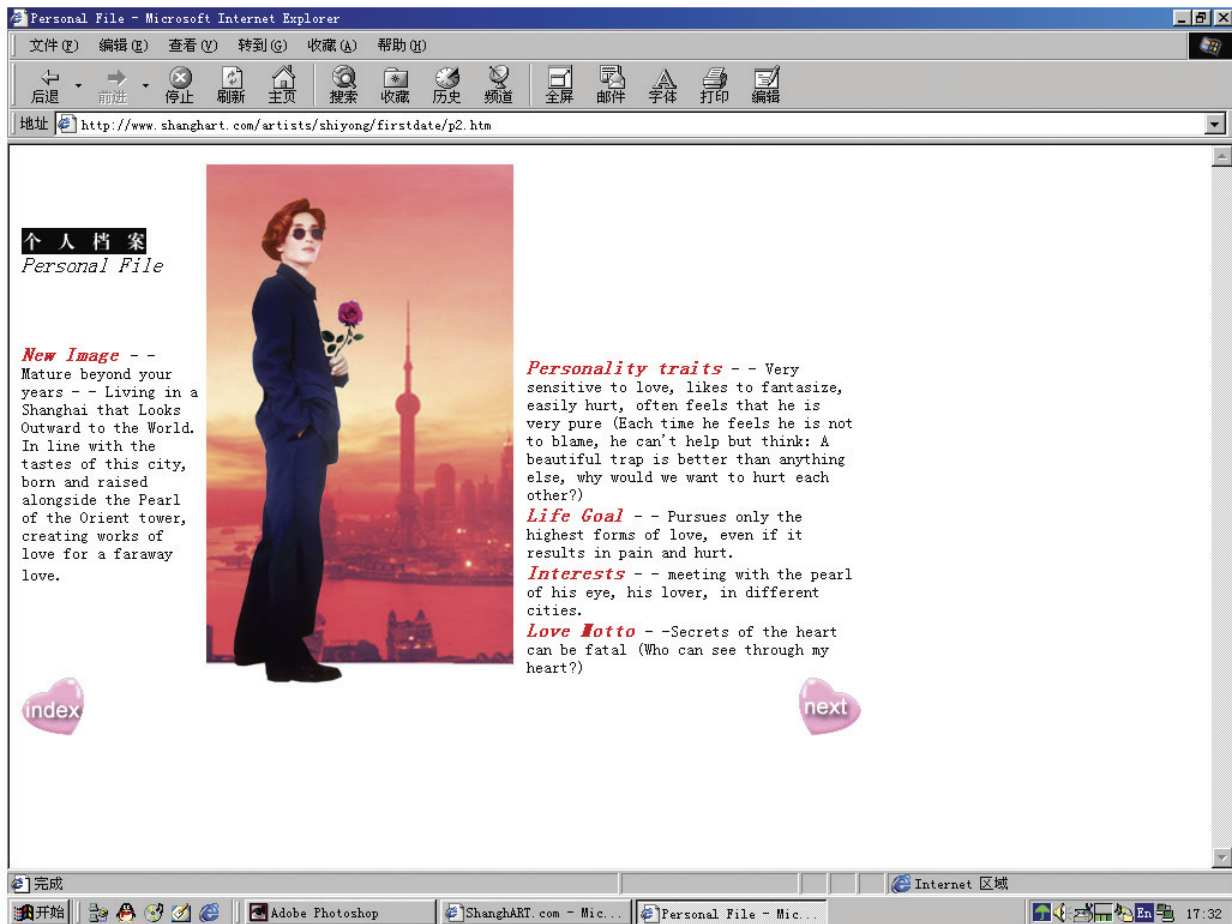 Personal File - Microsoft Internet Explorer
文件(F) 编辑(E) 查看(V) 转到(G) 收藏(A) 帮助(H)
后退 前进 停止 刷新 主页 搜索 收藏 历史 频道 全屏 邮件 字体 打印 编辑
地址 http://www.shanghart.com/artists/shiyong/firstdate/p2.htm
个人档案
Personal File
New Image - -
Mature beyond your
years - - Living in a
Shanghai that Looks
Outward to the World.
In line with the
tastes of this city,
born and raised
alongside the Pearl
of the Orient tower,
creating works of
love for a faraway
love.
Personality traits - - Very
sensitive to love, likes to fantasize,
easily hurt, often feels that he is
very pure (Each time he feels he is not
to blame, he can't help but think: A
beautiful trap is better than anything
else, why would we want to hurt each
other?)
Life Goal - - Pursues only the
highest forms of love, even if it
results in pain and hurt.
Interests - - meeting with the pearl
of his eye, his lover, in different
cities.
Love Motto - -Secrets of the heart
can be fatal (Who can see through my
heart?)
index
next
完成 Internet 区域
开始 Adobe Photoshop ShanghART.com - Mic... Personal File - Mic... En 17:32